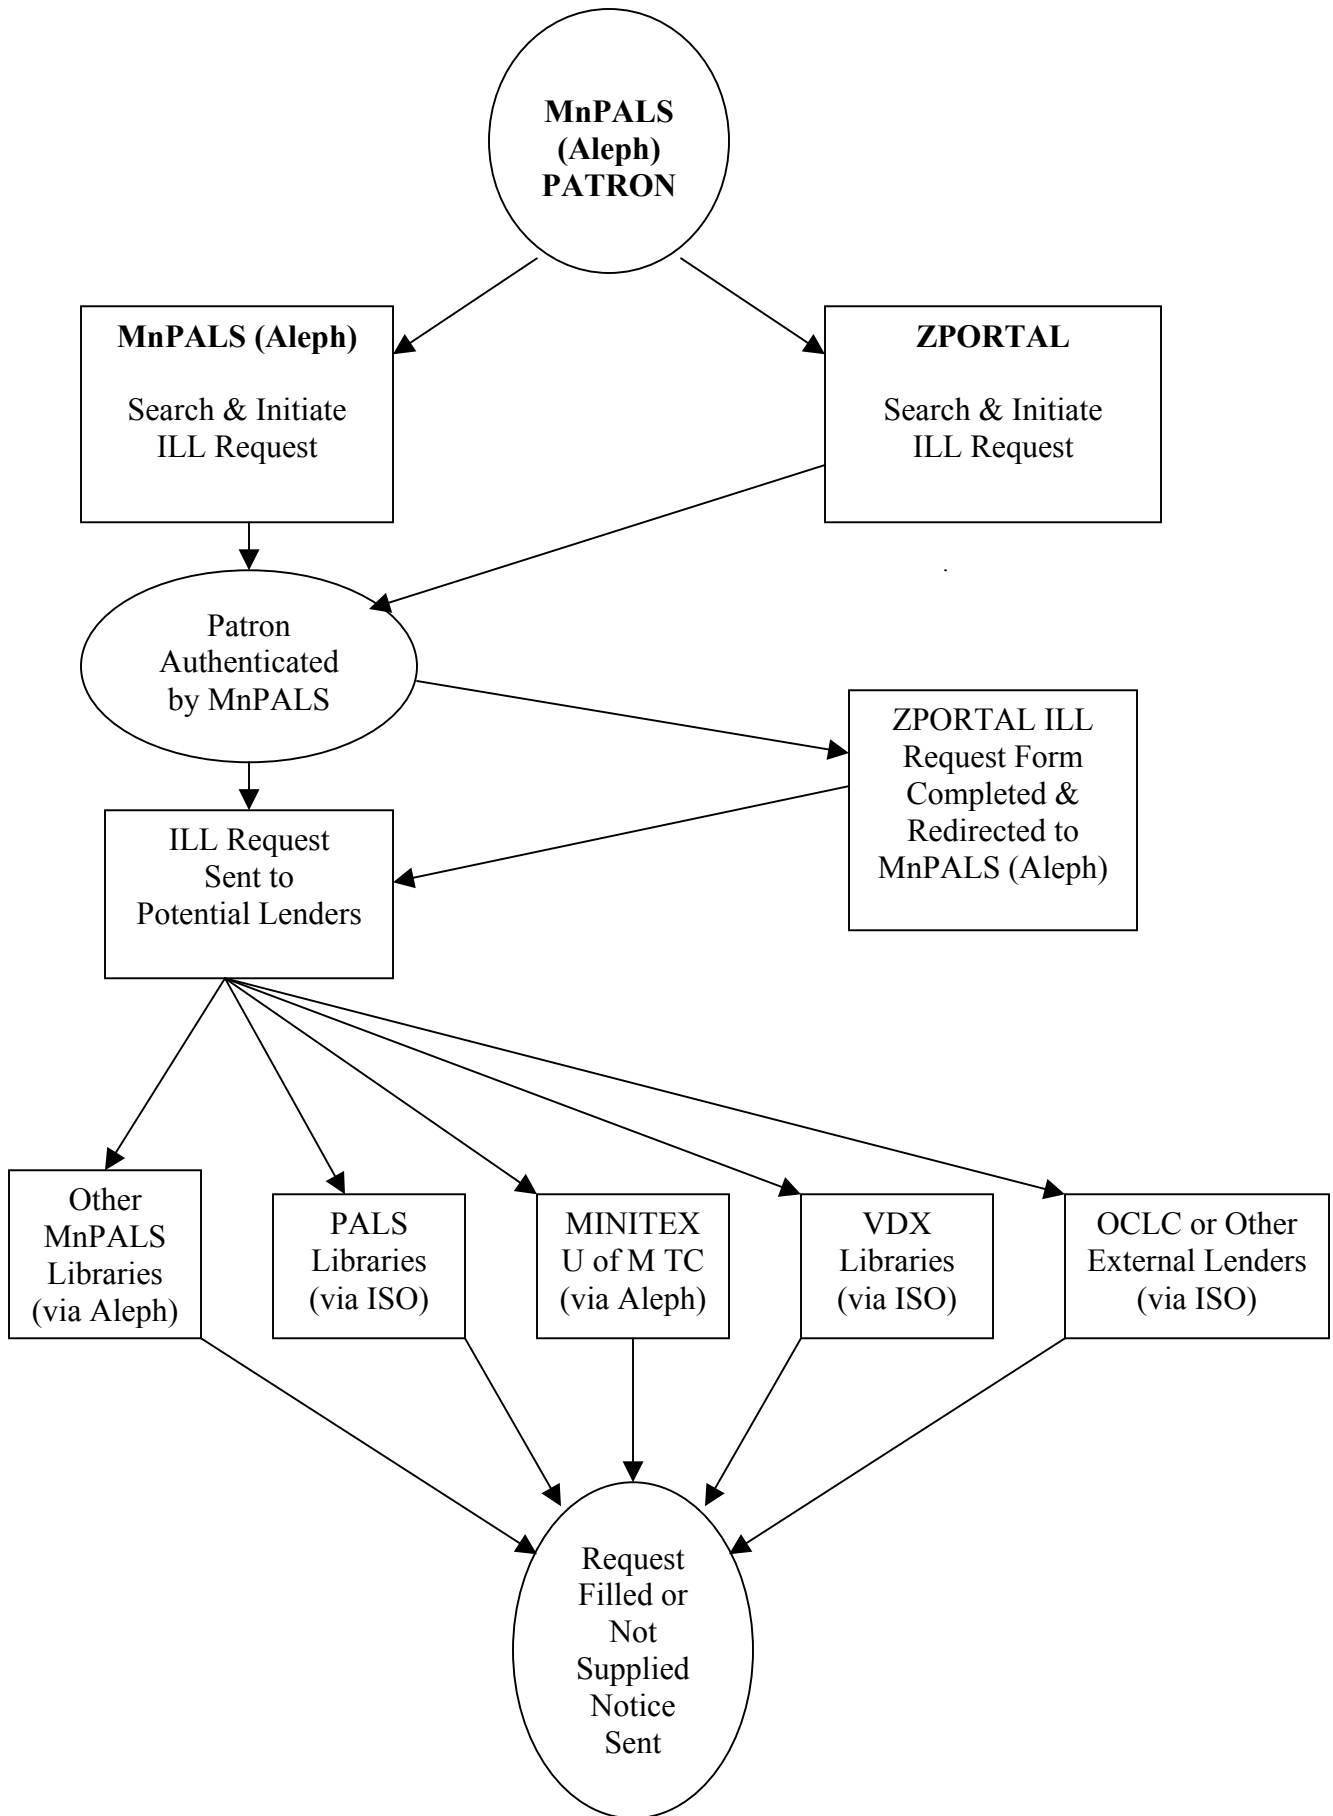 MnPALS
(Aleph)
PATRON
MnPALS (Aleph)
Search & Initiate
ILL Request
ZPORTAL
Search & Initiate
ILL Request
Patron
Authenticated
by MnPALS
ZPORTAL ILL
Request Form
Completed &
Redirected to
MnPALS (Aleph)
ILL Request
Sent to
Potential Lenders
Other
MnPALS
Libraries
(via Aleph)
PALS
Libraries
(via ISO)
MINITEX
U of M TC
(via Aleph)
VDX
Libraries
(via ISO)
OCLC or Other
External Lenders
(via ISO)
Request
Filled or
Not
Supplied
Notice
Sent